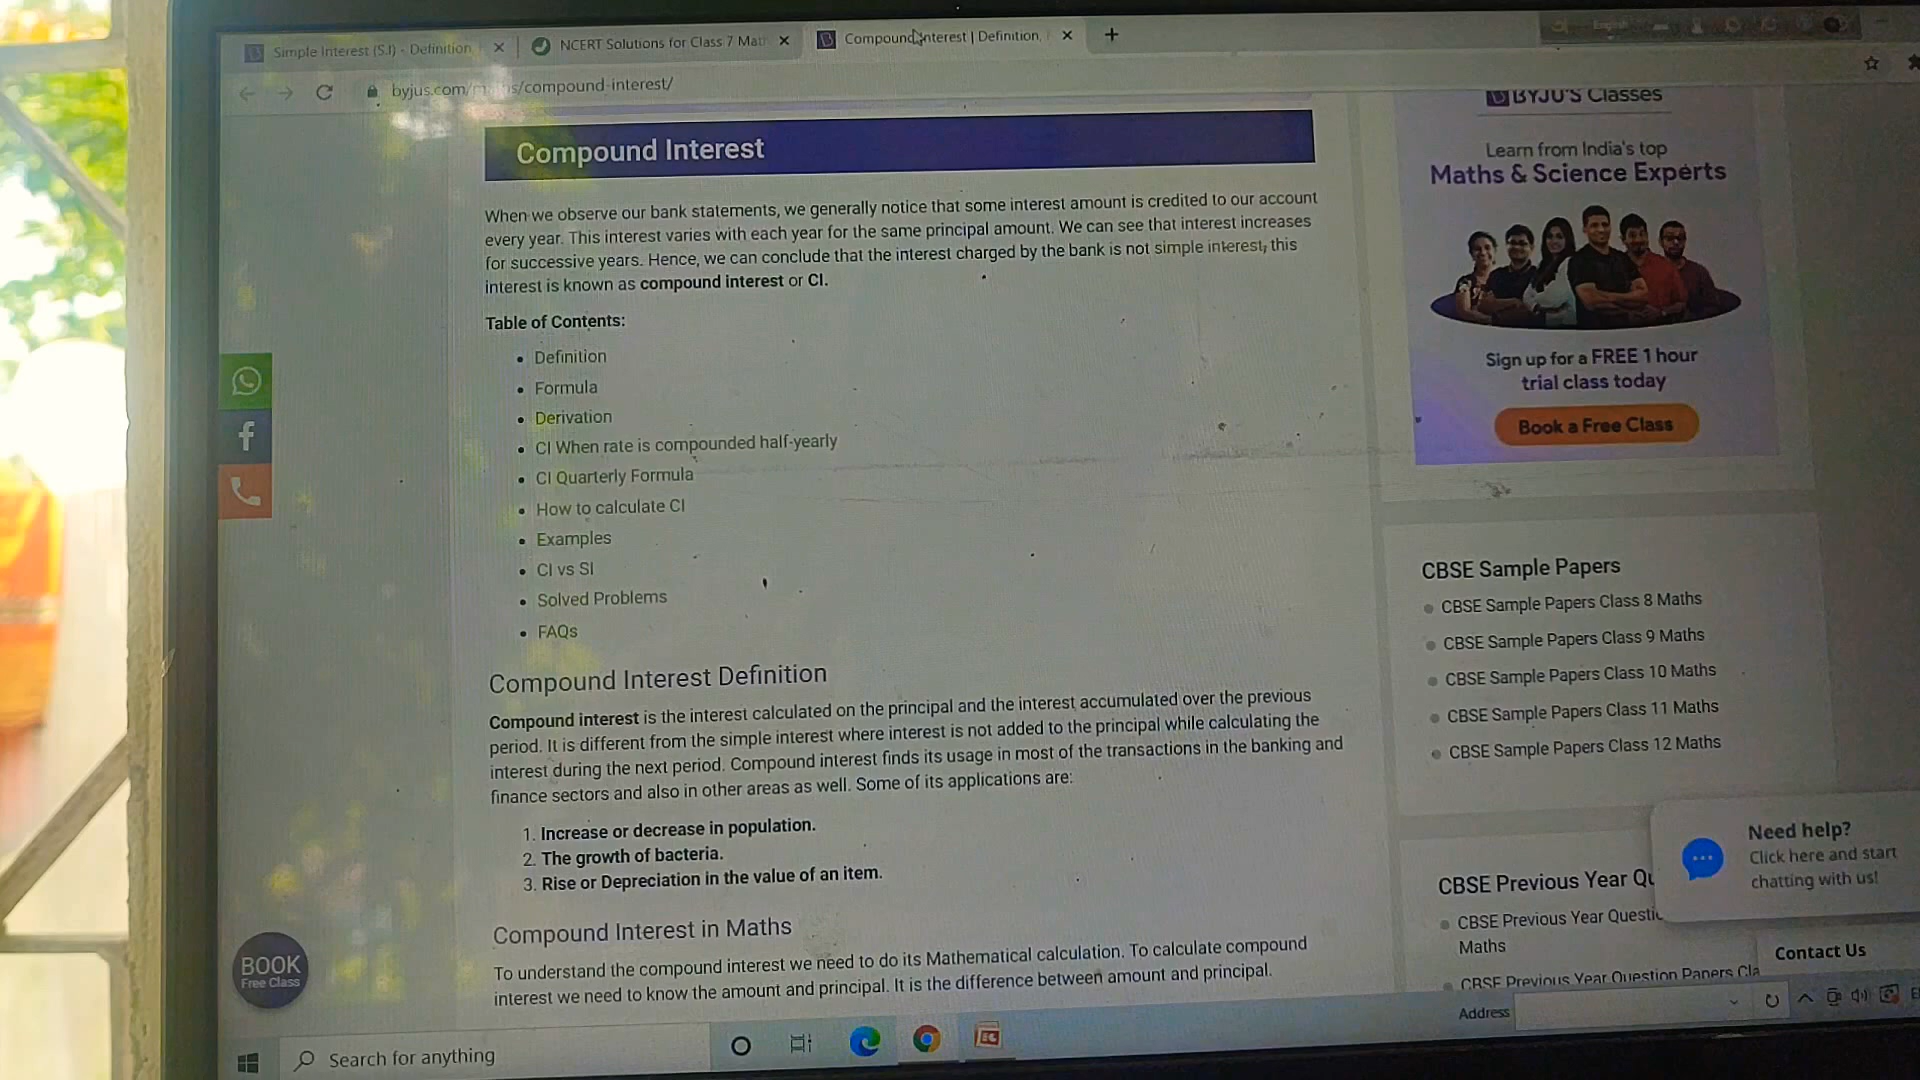 Simple Interest (S.I) - Definition,
NCERT Solutions for Class 7 Mat
Compound Interest | Definition,
English
byjus.com/ s/compound-interest/
Compound Interest
When we observe our bank statements, we generally notice that some interest amount is credited to our account
every year. This interest varies with each year for the same principal amount. We can see that interest increases
for successive years. Hence, we can conclude that the interest charged by the bank is not simple interest, this
interest is known as compound interest or CI.
Table of Contents:
• Definition
• Formula
• Derivation
• CI When rate is compounded half-yearly
• CI Quarterly Formula
• How to calculate CI
• Examples
• CI vs SI
• Solved Problems
• FAQs
Compound Interest Definition
Compound interest is the interest calculated on the principal and the interest accumulated over the previous
period. It is different from the simple interest where interest is not added to the principal while calculating the
interest during the next period. Compound interest finds its usage in most of the transactions in the banking and
finance sectors and also in other areas as well. Some of its applications are:
1. Increase or decrease in population.
2. The growth of bacteria.
3. Rise or Depreciation in the value of an item.
Compound Interest in Maths
To understand the compound interest we need to do its Mathematical calculation. To calculate compound
interest we need to know the amount and principal. It is the difference between amount and principal.
BYJU'S Classes
Learn from India's top
Maths & Science Experts
Sign up for a FREE 1 hour
trial class today
Book a Free Class
CBSE Sample Papers
CBSE Sample Papers Class 8 Maths
CBSE Sample Papers Class 9 Maths
CBSE Sample Papers Class 10 Maths
CBSE Sample Papers Class 11 Maths
CBSE Sample Papers Class 12 Maths
CBSE Previous Year Qu
CBSE Previous Year Questic
Maths
CBSE Previous Year Question Papers Cla
Need help?
Click here and start
chatting with us!
Contact Us
BOOK
Free Class
Address
Search for anything